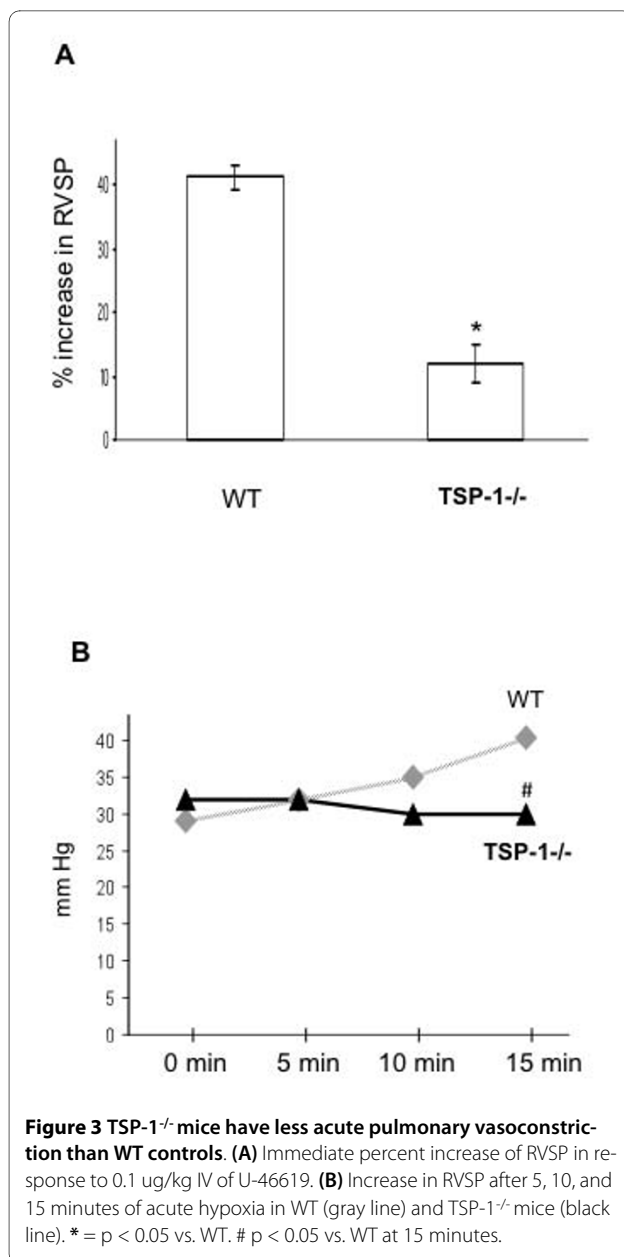 A
% increase in RVSP
40
30
20
10
0
*
WT
TSP-1-/-
B
mm Hg
40
35
30
25
20
15
10
5
0
WT
#
TSP-1-/-
0 min 5 min 10 min 15 min
Figure 3 TSP-1-/- mice have less acute pulmonary vasoconstric-
tion than WT controls. (A) Immediate percent increase of RVSP in re-
sponse to 0.1 ug/kg IV of U-46619. (B) Increase in RVSP after 5, 10, and
15 minutes of acute hypoxia in WT (gray line) and TSP-1-/- mice (black
line). * = p < 0.05 vs. WT. # p < 0.05 vs. WT at 15 minutes.